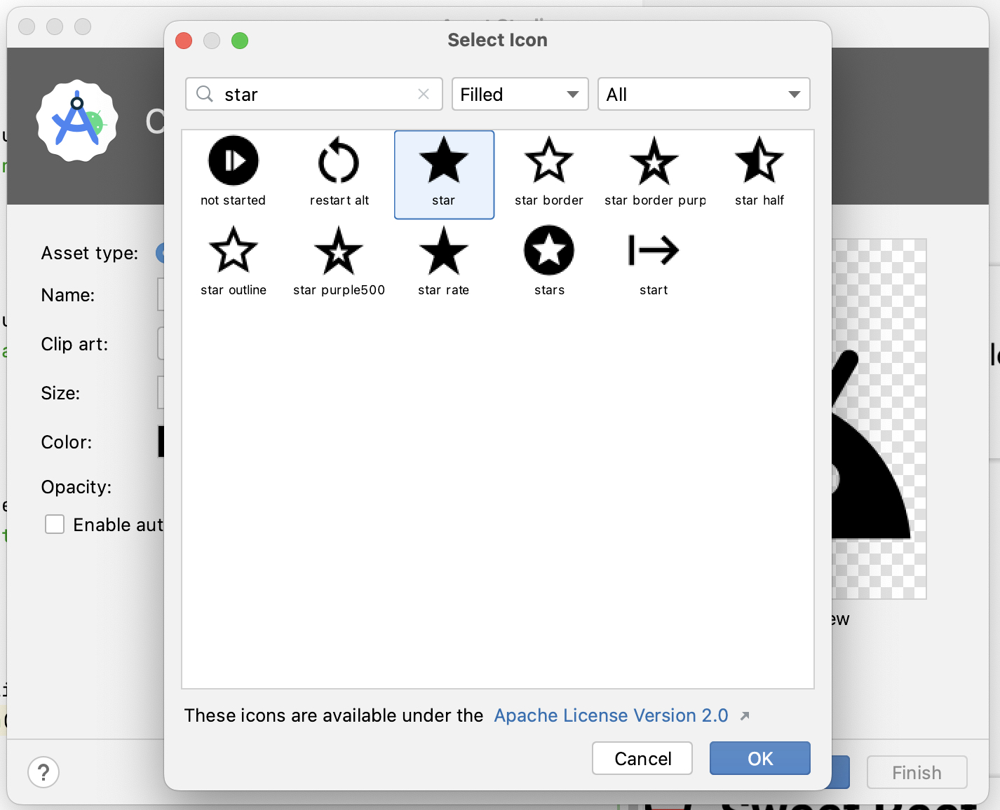 Select Icon
star
Filled
All
not started
restart alt
star
star border
star border purp
star half
star outline
star purple500
star rate
stars
start
Asset type:
Name:
Clip art:
Size:
Color:
Opacity:
Enable aut
These icons are available under the Apache License Version 2.0
Cancel
OK
?
Finish